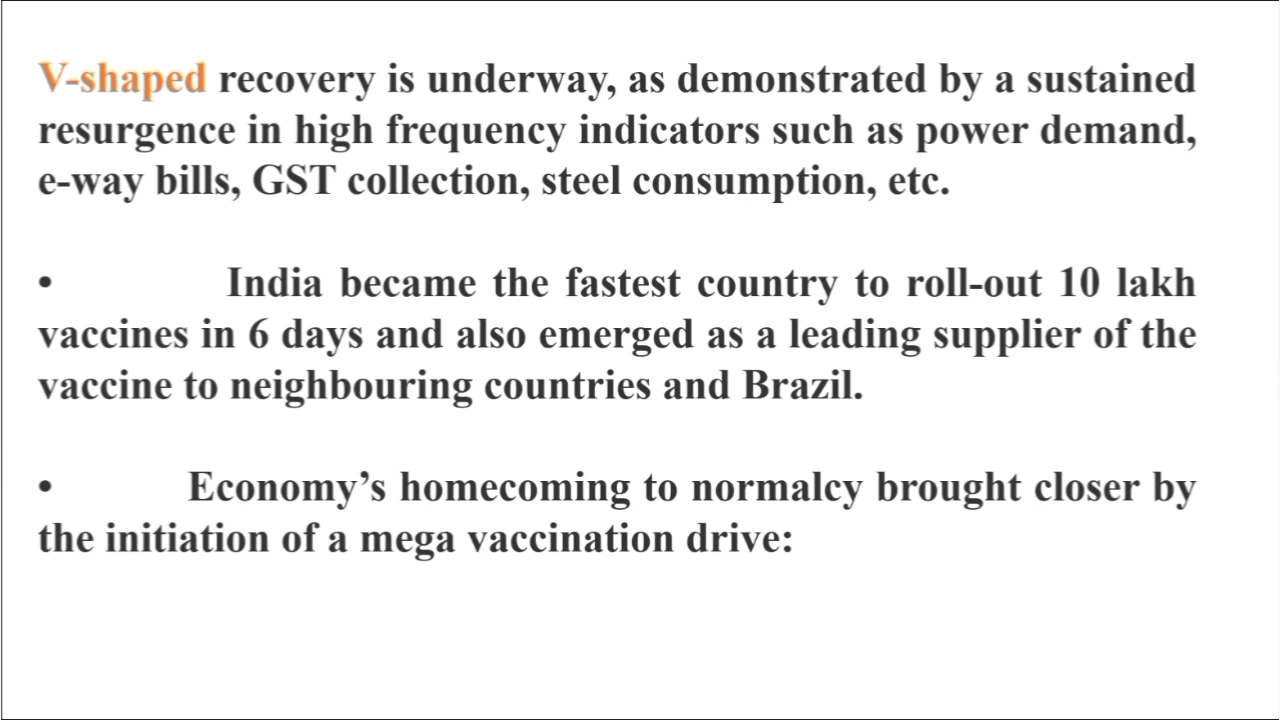 V-shaped recovery is underway, as demonstrated by a sustained
resurgence in high frequency indicators such as power demand,
e-way bills, GST collection, steel consumption, etc.
• India became the fastest country to roll-out 10 lakh
vaccines in 6 days and also emerged as a leading supplier of the
vaccine to neighbouring countries and Brazil.
• Economy’s homecoming to normalcy brought closer by
the initiation of a mega vaccination drive: